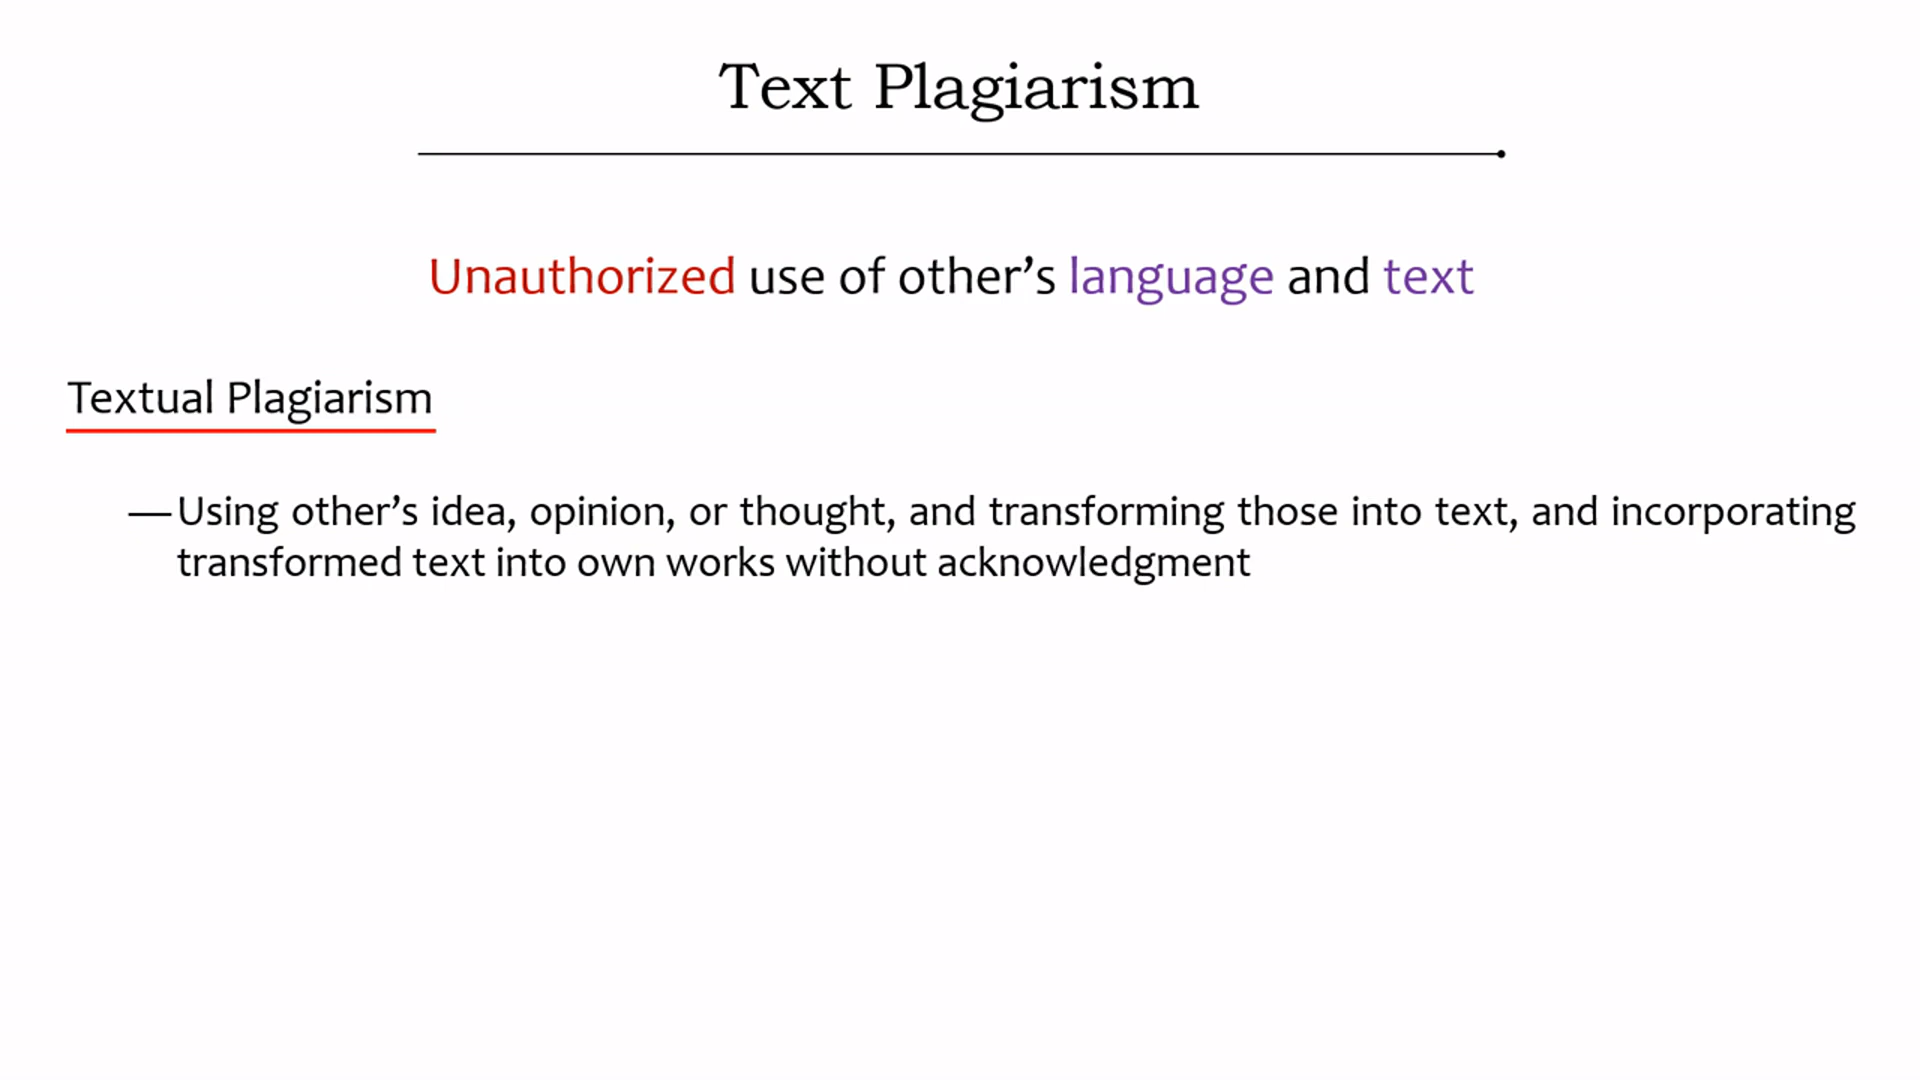 Text Plagiarism
Unauthorized use of other’s language and text
Textual Plagiarism
—Using other’s idea, opinion, or thought, and transforming those into text, and incorporating
transformed text into own works without acknowledgment